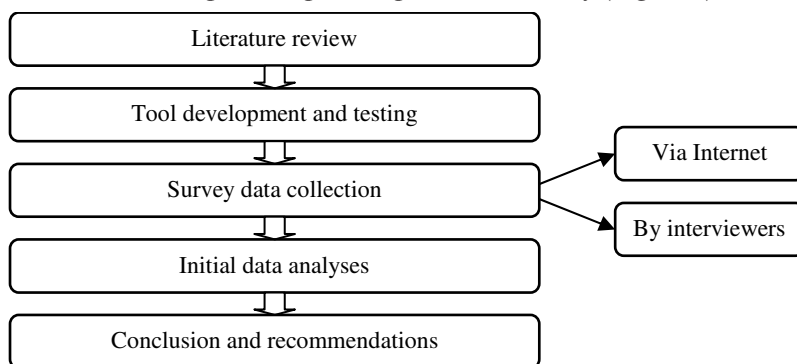 Literature review
Tool development and testing
Survey data collection
Via Internet
By interviewers
Initial data analyses
Conclusion and recommendations